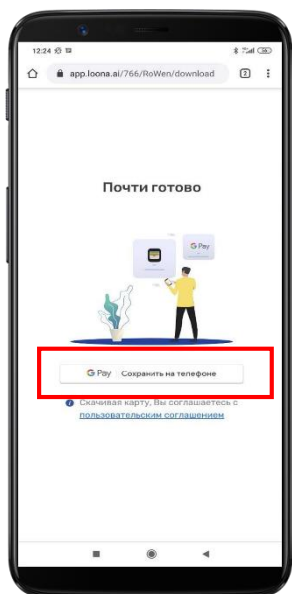 12:24
app.loona.ai/766/RoWen/download
2
Почти готово
G Pay
G Pay Сохранить на телефоне
Скачивая карту, Вы соглашаетесь с
пользовательским соглашением